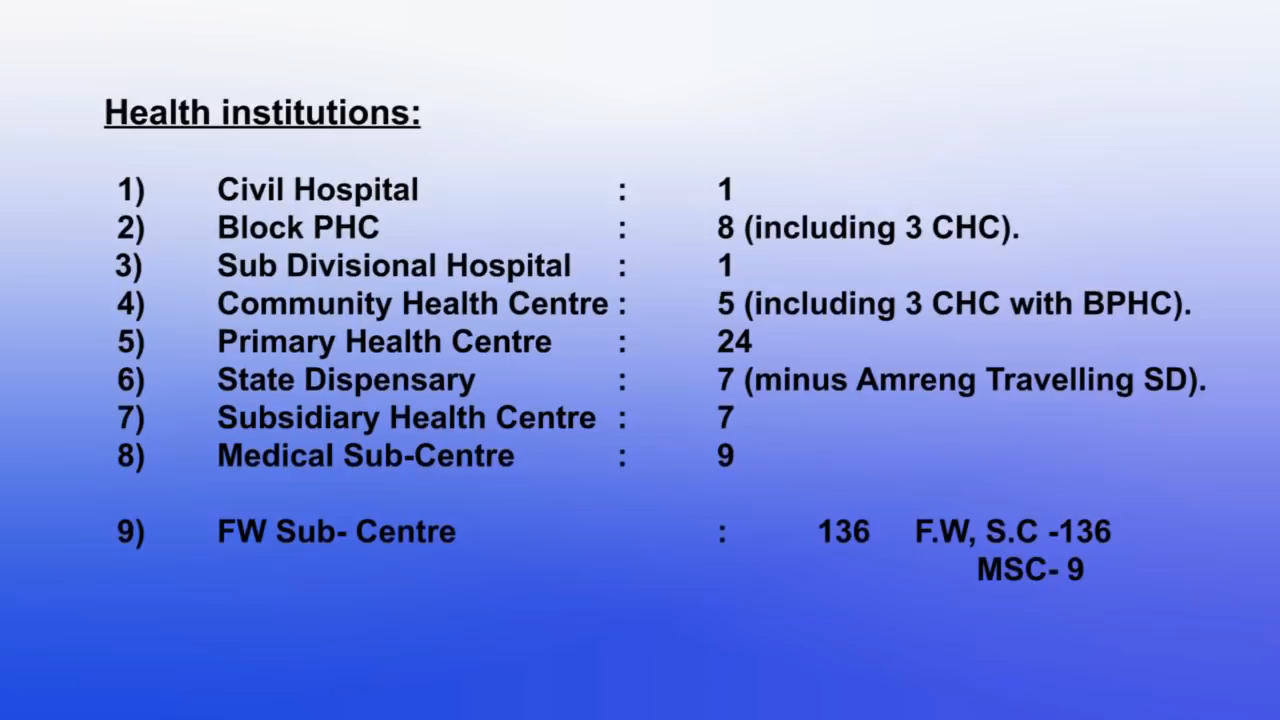 Health institutions:
1) Civil Hospital : 1
2) Block PHC : 8 (including 3 CHC).
3) Sub Divisional Hospital : 1
4) Community Health Centre : 5 (including 3 CHC with BPHC).
5) Primary Health Centre : 24
6) State Dispensary : 7 (minus Amreng Travelling SD).
7) Subsidiary Health Centre : 7
8) Medical Sub-Centre : 9
9) FW Sub- Centre : 136 F.W, S.C -136
MSC- 9